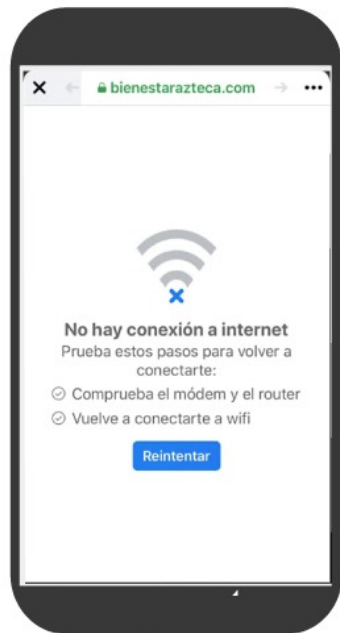 bienestarazteca.com
No hay conexión a internet
Prueba estos pasos para volver a
conectarte:
Comprueba el módem y el router
Vuelve a conectarte a wifi
Reintentar